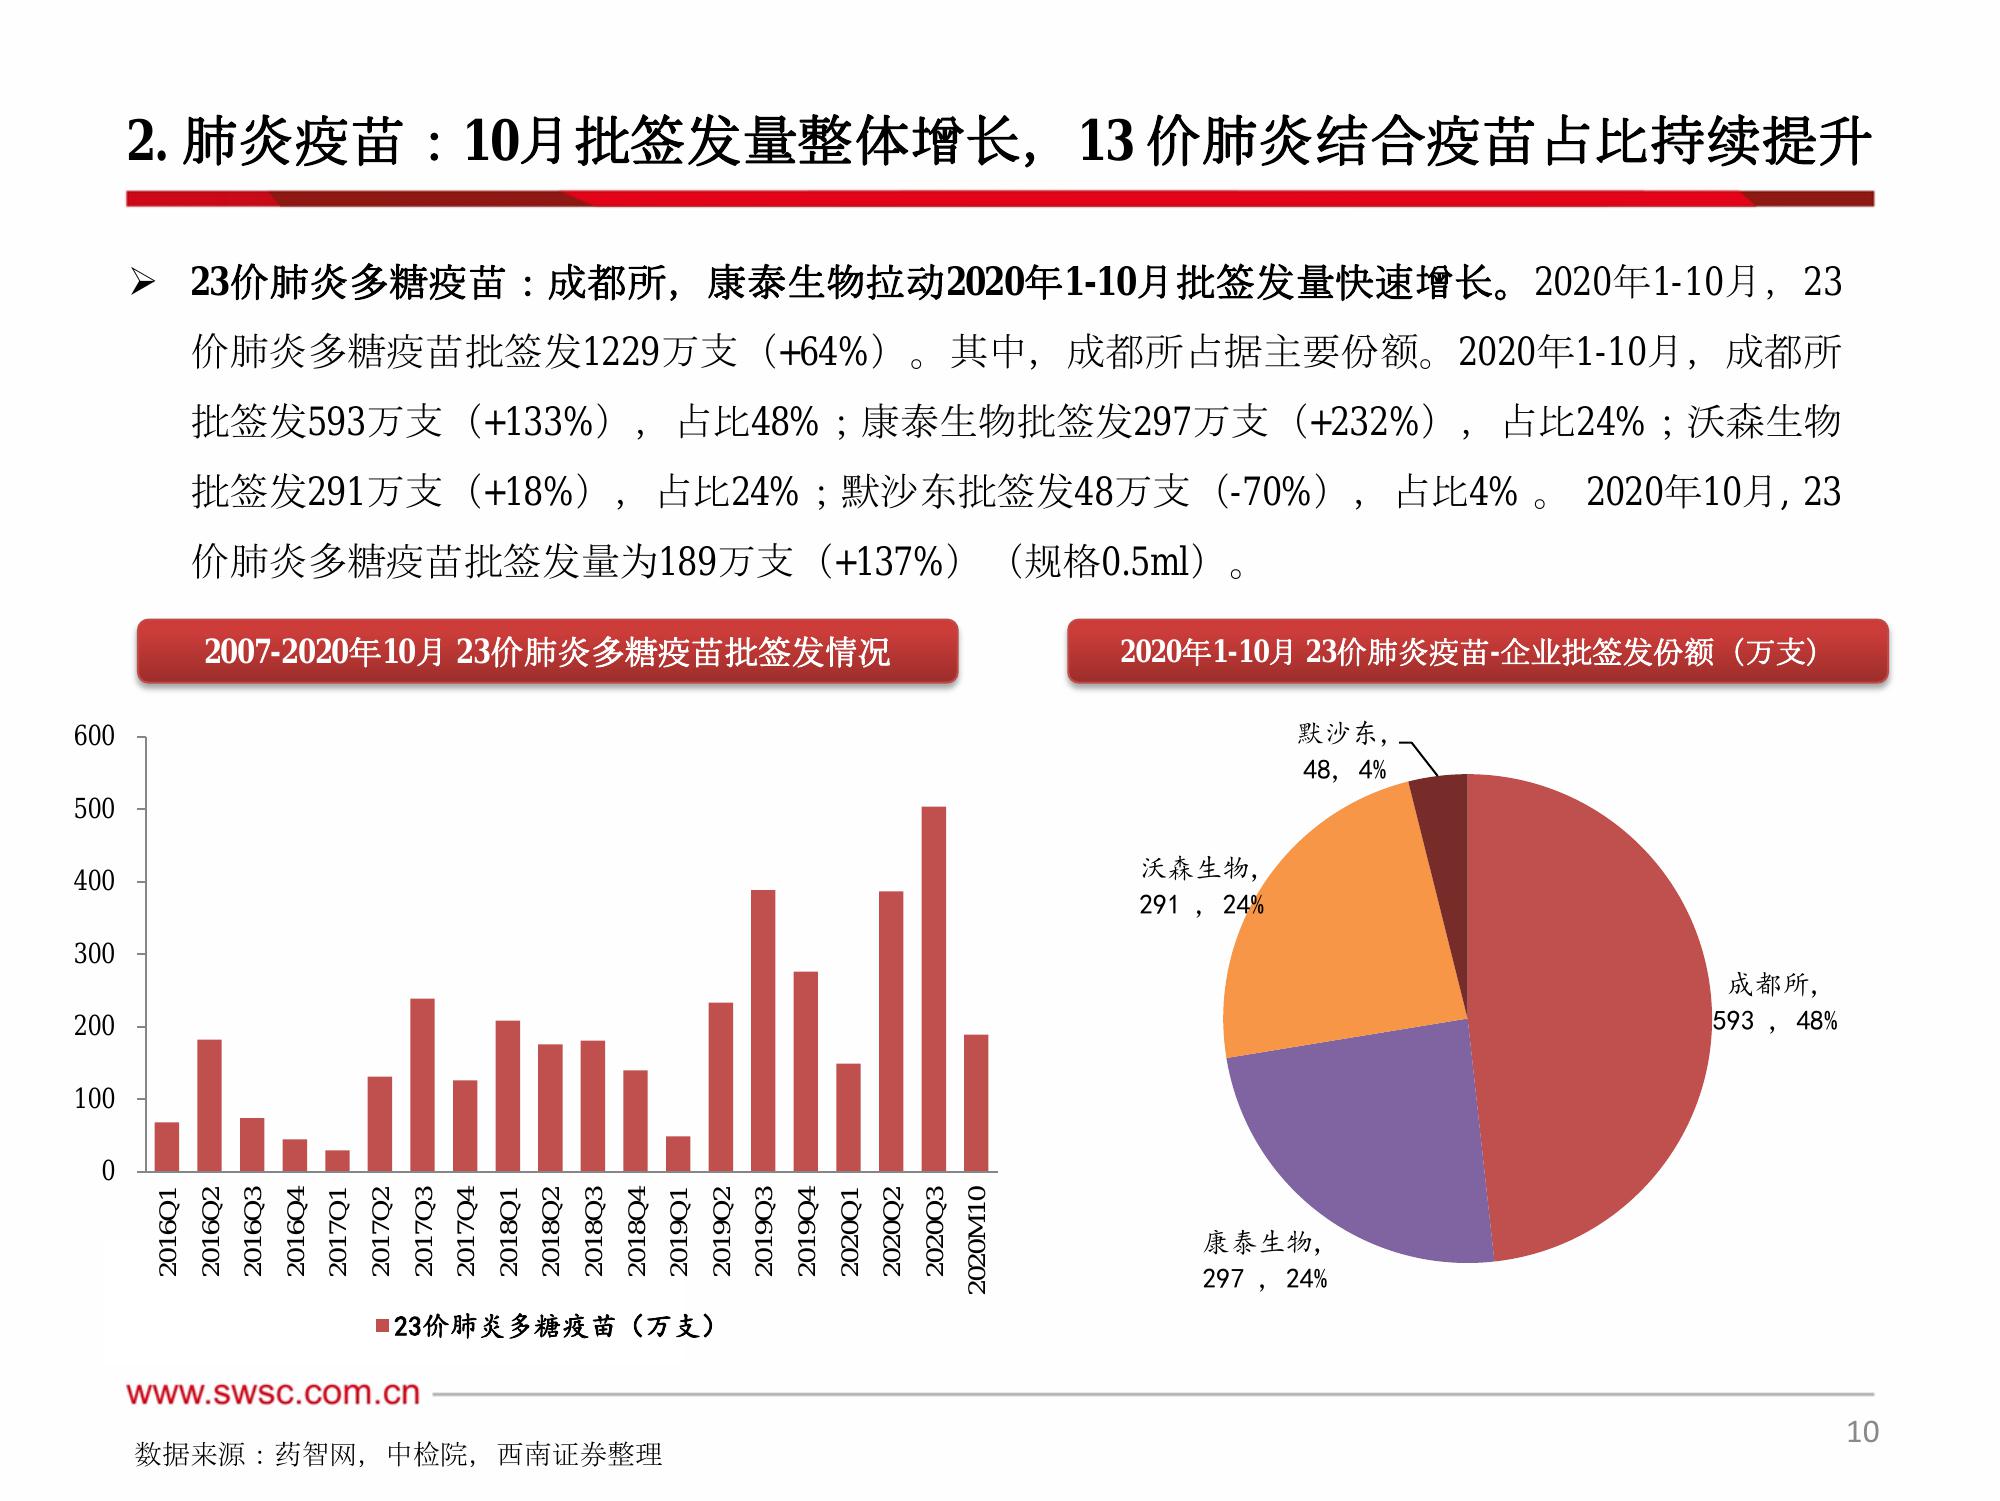 2. 肺炎疫苗：10月批签发量整体增长，13 价肺炎结合疫苗占比持续提升
➢ 23价肺炎多糖疫苗：成都所，康泰生物拉动2020年1-10月批签发量快速增长。2020年1-10月，23
价肺炎多糖疫苗批签发1229万支（+64%）。其中，成都所占据主要份额。2020年1-10月，成都所
批签发593万支（+133%），占比48%；康泰生物批签发297万支（+232%），占比24%；沃森生物
批签发291万支（+18%），占比24%；默沙东批签发48万支（-70%），占比4% 。 2020年10月, 23
价肺炎多糖疫苗批签发量为189万支（+137%）（规格0.5ml）。
2007-2020年10月 23价肺炎多糖疫苗批签发情况
600
500
400
300
200
100
0
2016Q1
2016Q2
2016Q3
2016Q4
2017Q1
2017Q2
2017Q3
2017Q4
2018Q1
2018Q2
2018Q3
2018Q4
2019Q1
2019Q2
2019Q3
2019Q4
2020Q1
2020Q2
2020Q3
2020M10
23价肺炎多糖疫苗（万支）
2020年1-10月 23价肺炎疫苗-企业批签发份额（万支）
默沙东，
48, 4%
沃森生物，
291 , 24%
成都所，
593 , 48%
康泰生物，
297 , 24%
www.swsc.com.cn
10
数据来源：药智网，中检院，西南证券整理